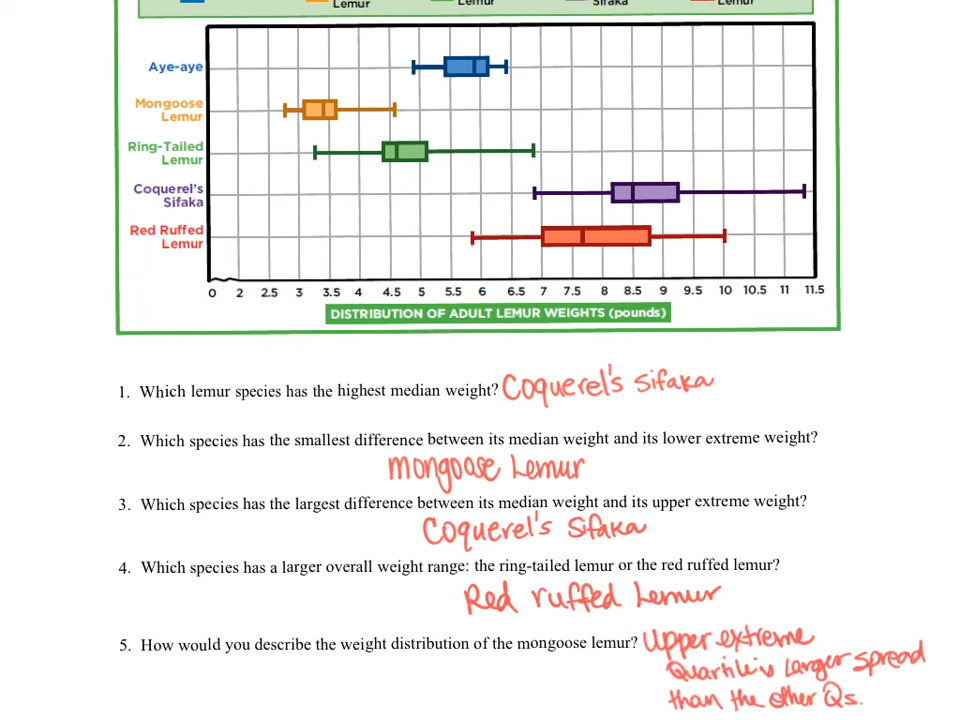 Lemur Lemur Sifaka Lemur
Aye-aye
Mongoose
Lemur
Ring-Tailed
Lemur
Coquerel's
Sifaka
Red Ruffed
Lemur
0 2 2.5 3 3.5 4 4.5 5 5.5 6 6.5 7 7.5 8 8.5 9 9.5 10 10.5 11 11.5
DISTRIBUTION OF ADULT LEMUR WEIGHTS (pounds)
1. Which lemur species has the highest median weight? Coquerel's Sifaka
2. Which species has the smallest difference between its median weight and its lower extreme weight?
Mongoose Lemur
3. Which species has the largest difference between its median weight and its upper extreme weight?
Coquerel's Sifaka
4. Which species has a larger overall weight range: the ring-tailed lemur or the red ruffed lemur?
Red ruffed Lemur
5. How would you describe the weight distribution of the mongoose lemur? Upper extreme
Quartile is Larger spread
than the other Qs.